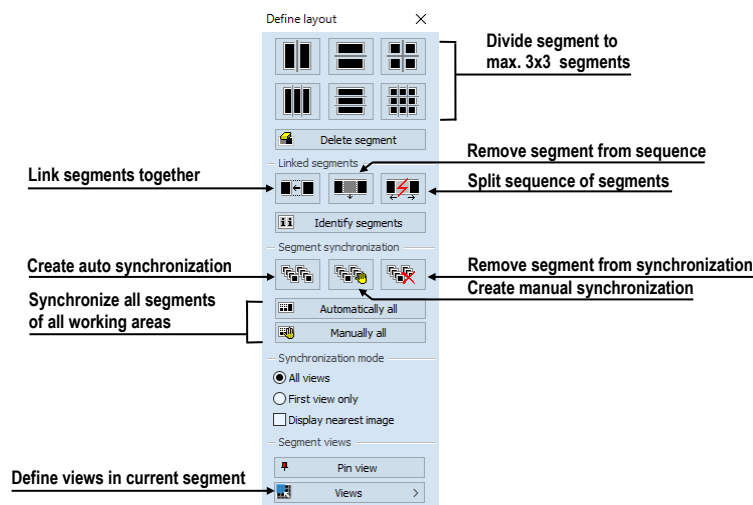 Define layout
Divide segment to
max. 3x3 segments
Delete segment
Linked segments
Remove segment from sequence
Link segments together
Split sequence of segments
Identify segments
Segment synchronization
Create auto synchronization
Remove segment from synchronization
Create manual synchronization
Synchronize all segments
of all working areas
Automatically all
Manually all
Synchronization mode
All views
First view only
Display nearest image
Segment views
Pin view
Define views in current segment
Views